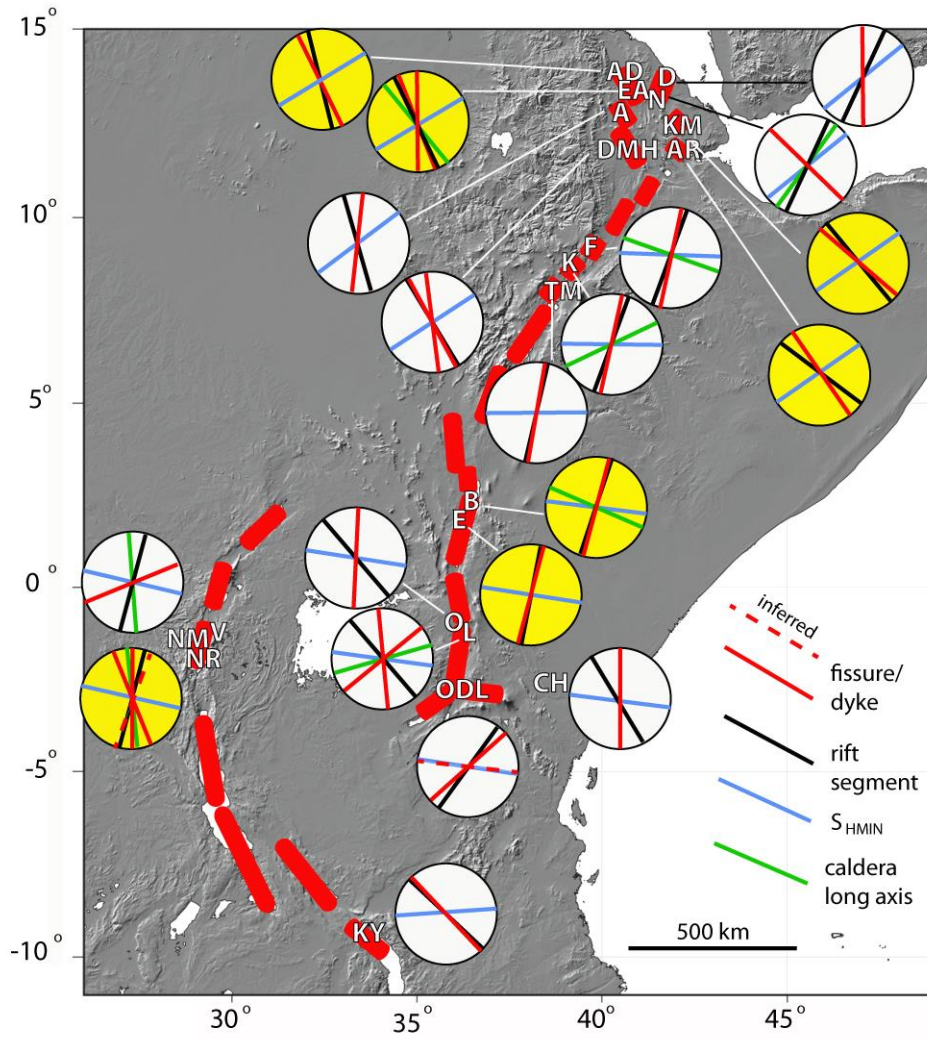 15°
10°
5°
0°
-5°
-10°
30°
35°
40°
45°
AD
D
EA
N
A
KM
DMH
AR
F
K
TM
B
E
O
L
V
NM
NR
ODL
CH
KY
inferred
fissure/
dyke
rift
segment
SHMIN
caldera
long axis
500 km